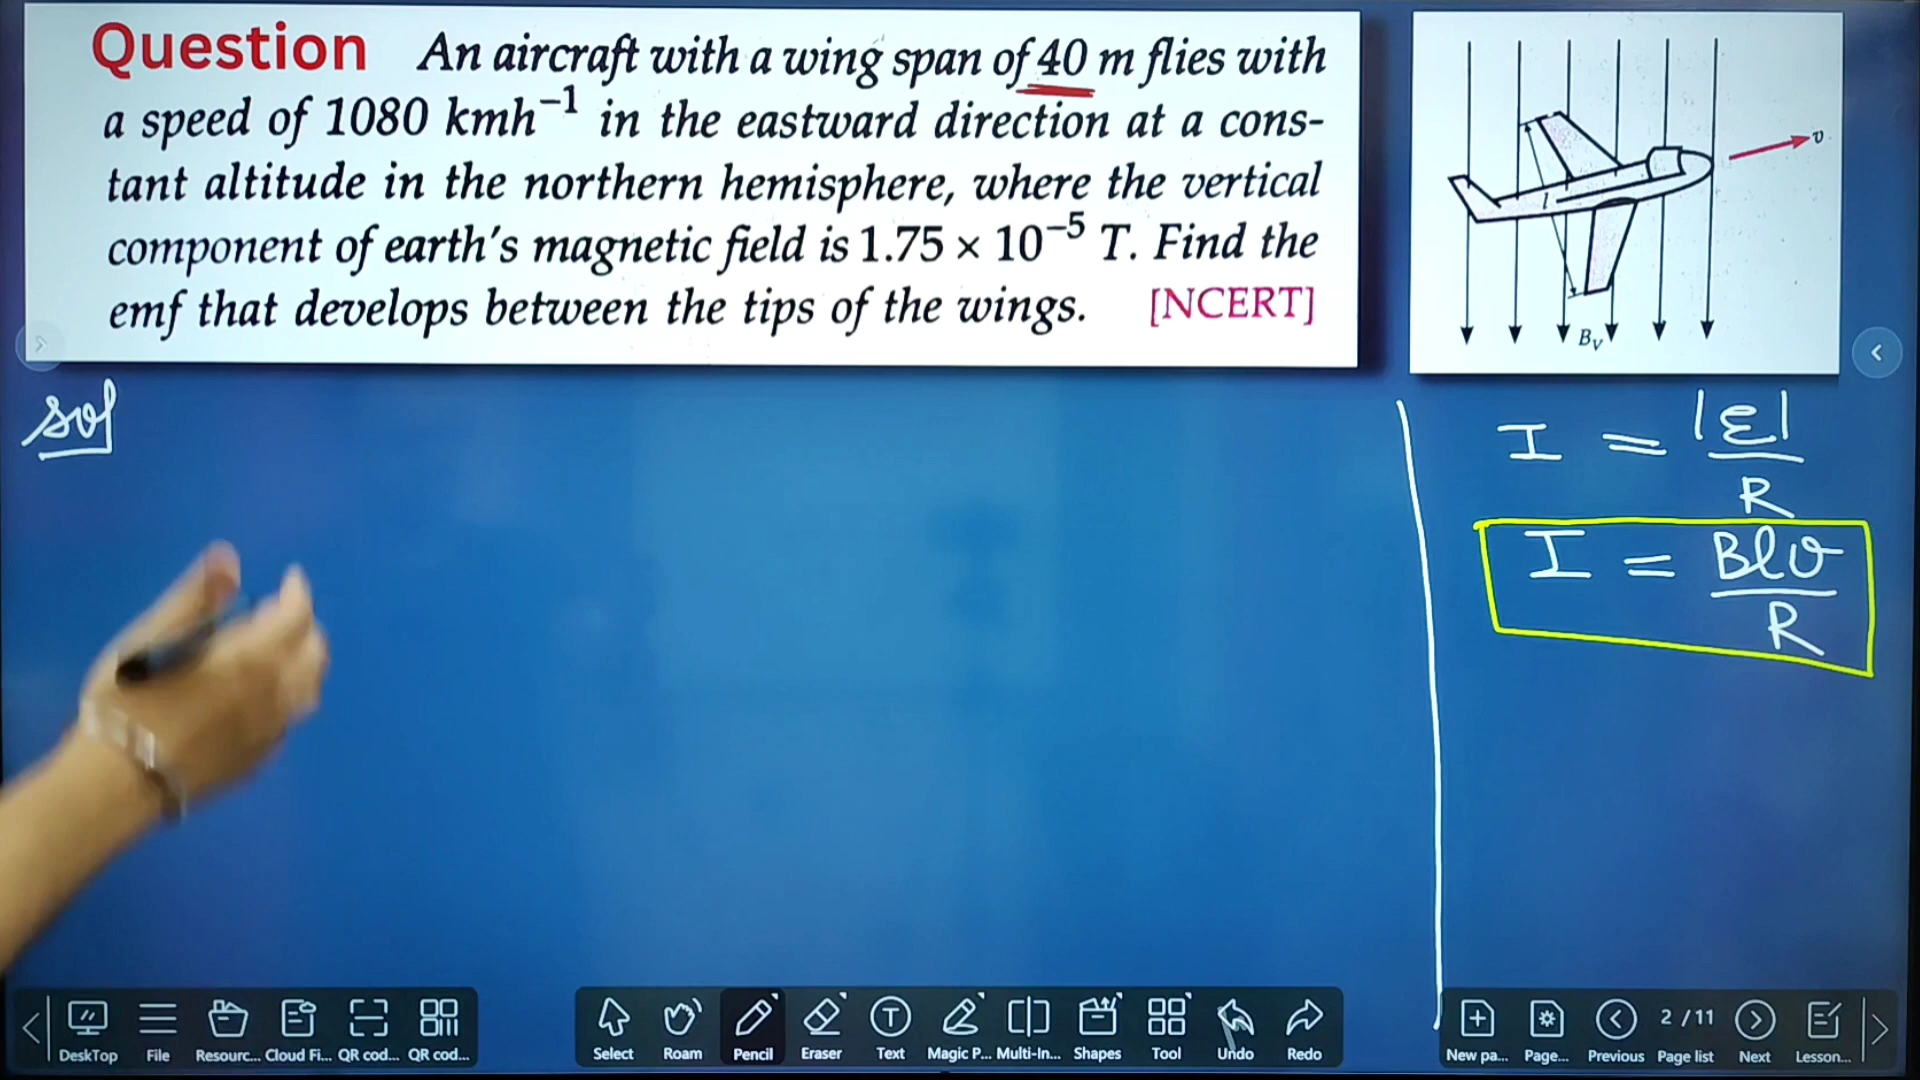 Question An aircraft with a wing span of 40 m flies with
a speed of 1080 kmh⁻¹ in the eastward direction at a cons-
tant altitude in the northern hemisphere, where the vertical
component of earth's magnetic field is 1.75 × 10⁻⁵ T. Find the
emf that develops between the tips of the wings. [NCERT]
v
l
Bv
sol
I = |ε|/R
I = Blv/R
DeskTop File Resourc... Cloud Fi... QR cod... QR cod...
Select Roam Pencil Eraser Text Magic P... Multi-In... Shapes Tool Undo Redo
New pa... Page... Previous 2 / 11 Page list Next Lesson...